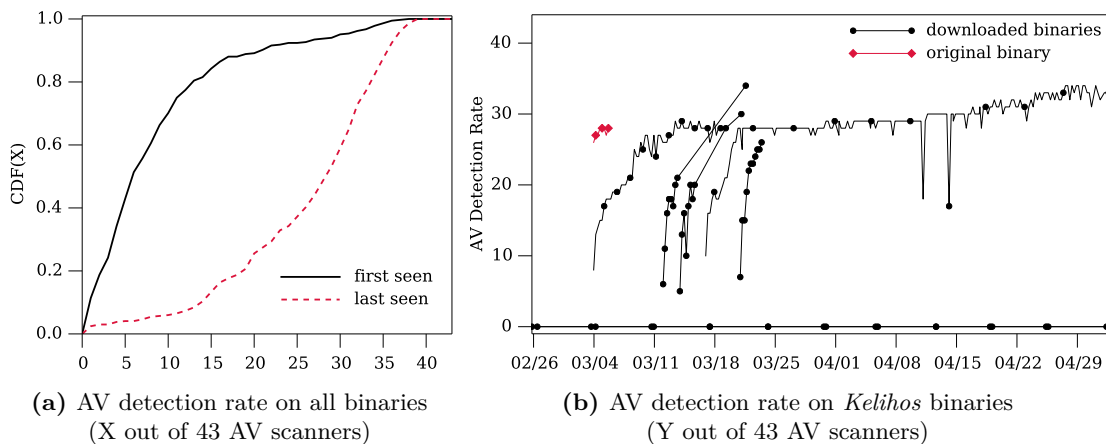 1.0
0.8
0.6
0.4
0.2
0.0
CDF(X)
first seen
last seen
0 5 10 15 20 25 30 35 40
(a) AV detection rate on all binaries
(X out of 43 AV scanners)
40
30
20
10
0
AV Detection Rate
downloaded binaries
original binary
02/26 03/04 03/11 03/18 03/25 04/01 04/08 04/15 04/22 04/29
(b) AV detection rate on Kelihos binaries
(Y out of 43 AV scanners)